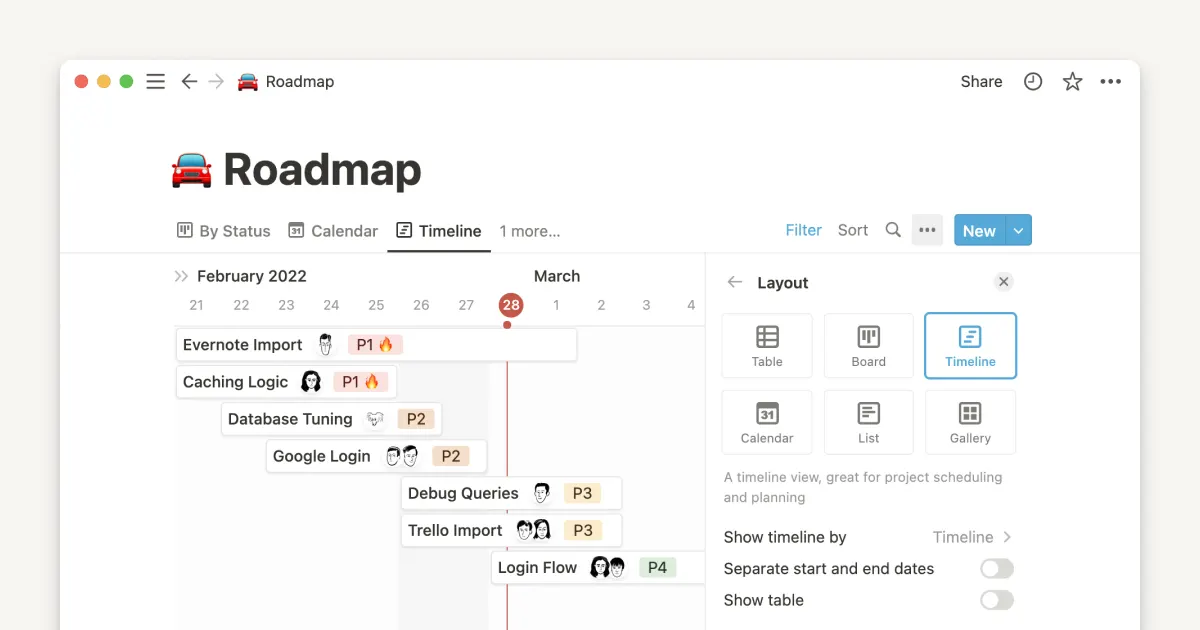 Roadmap
Share
Roadmap
By Status
31 Calendar
Timeline
1 more...
Filter
Sort
New
February 2022
March
21 22 23 24 25 26 27 28 1 2 3 4
Evernote Import P1
Caching Logic P1
Database Tuning P2
Google Login P2
Debug Queries P3
Trello Import P3
Login Flow P4
Layout
Table
Board
Timeline
31
Calendar
List
Gallery
A timeline view, great for project scheduling
and planning
Show timeline by Timeline
Separate start and end dates
Show table